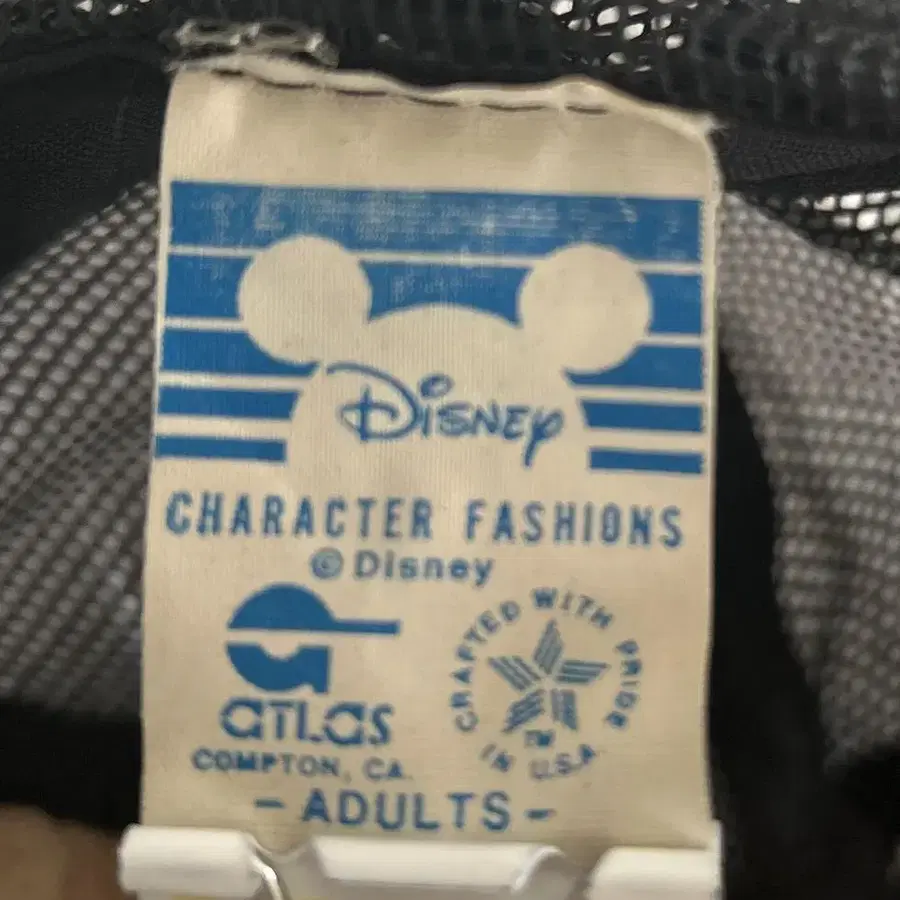 Disney
CHARACTER FASHIONS
© Disney
atlas
COMPTON, CA.
CRAFTED WITH PRIDE
IN U.S.A.
TM
- ADULTS -